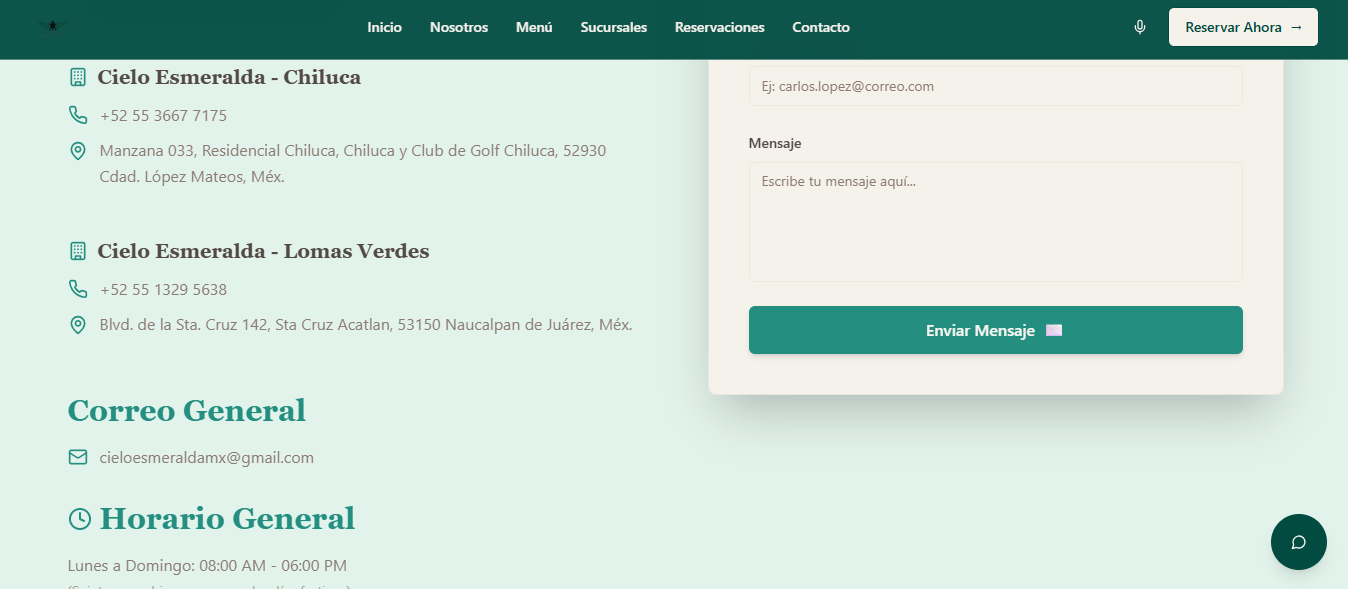 Inicio Nosotros Menú Sucursales Reservaciones Contacto Reservar Ahora →
Cielo Esmeralda - Chiluca
+52 55 3667 7175
Manzana 033, Residencial Chiluca, Chiluca y Club de Golf Chiluca, 52930
Cdad. López Mateos, Méx.
Cielo Esmeralda - Lomas Verdes
+52 55 1329 5638
Blvd. de la Sta. Cruz 142, Sta Cruz Acatlan, 53150 Naucalpan de Juárez, Méx.
Correo General
cieloesmeraldamx@gmail.com
Horario General
Lunes a Domingo: 08:00 AM - 06:00 PM
Ej: carlos.lopez@correo.com
Mensaje
Escribe tu mensaje aquí...
Enviar Mensaje